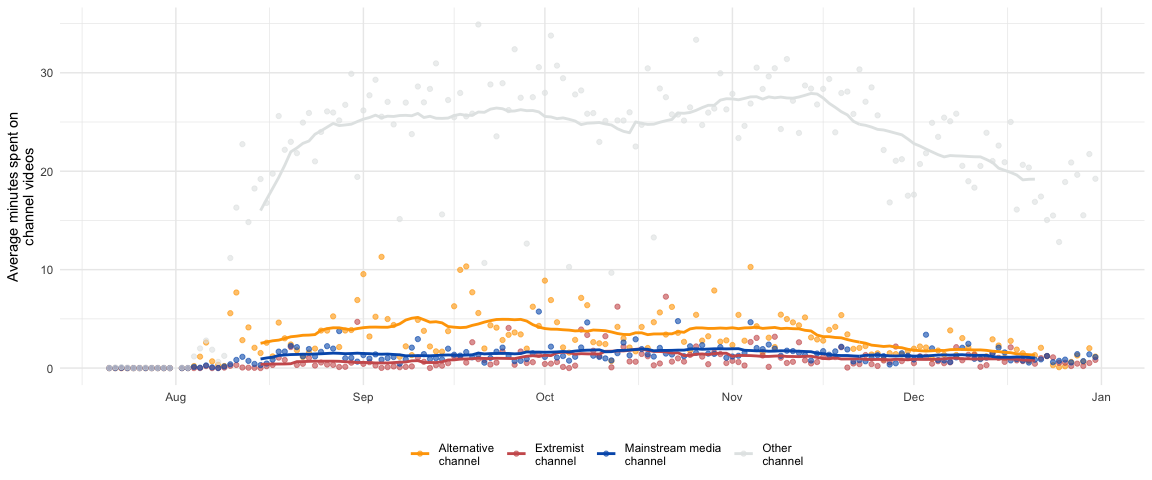 Average minutes spent on
channel videos
30
20
10
0
Aug
Sep
Oct
Nov
Dec
Jan
Alternative
channel
Extremist
channel
Mainstream media
channel
Other
channel